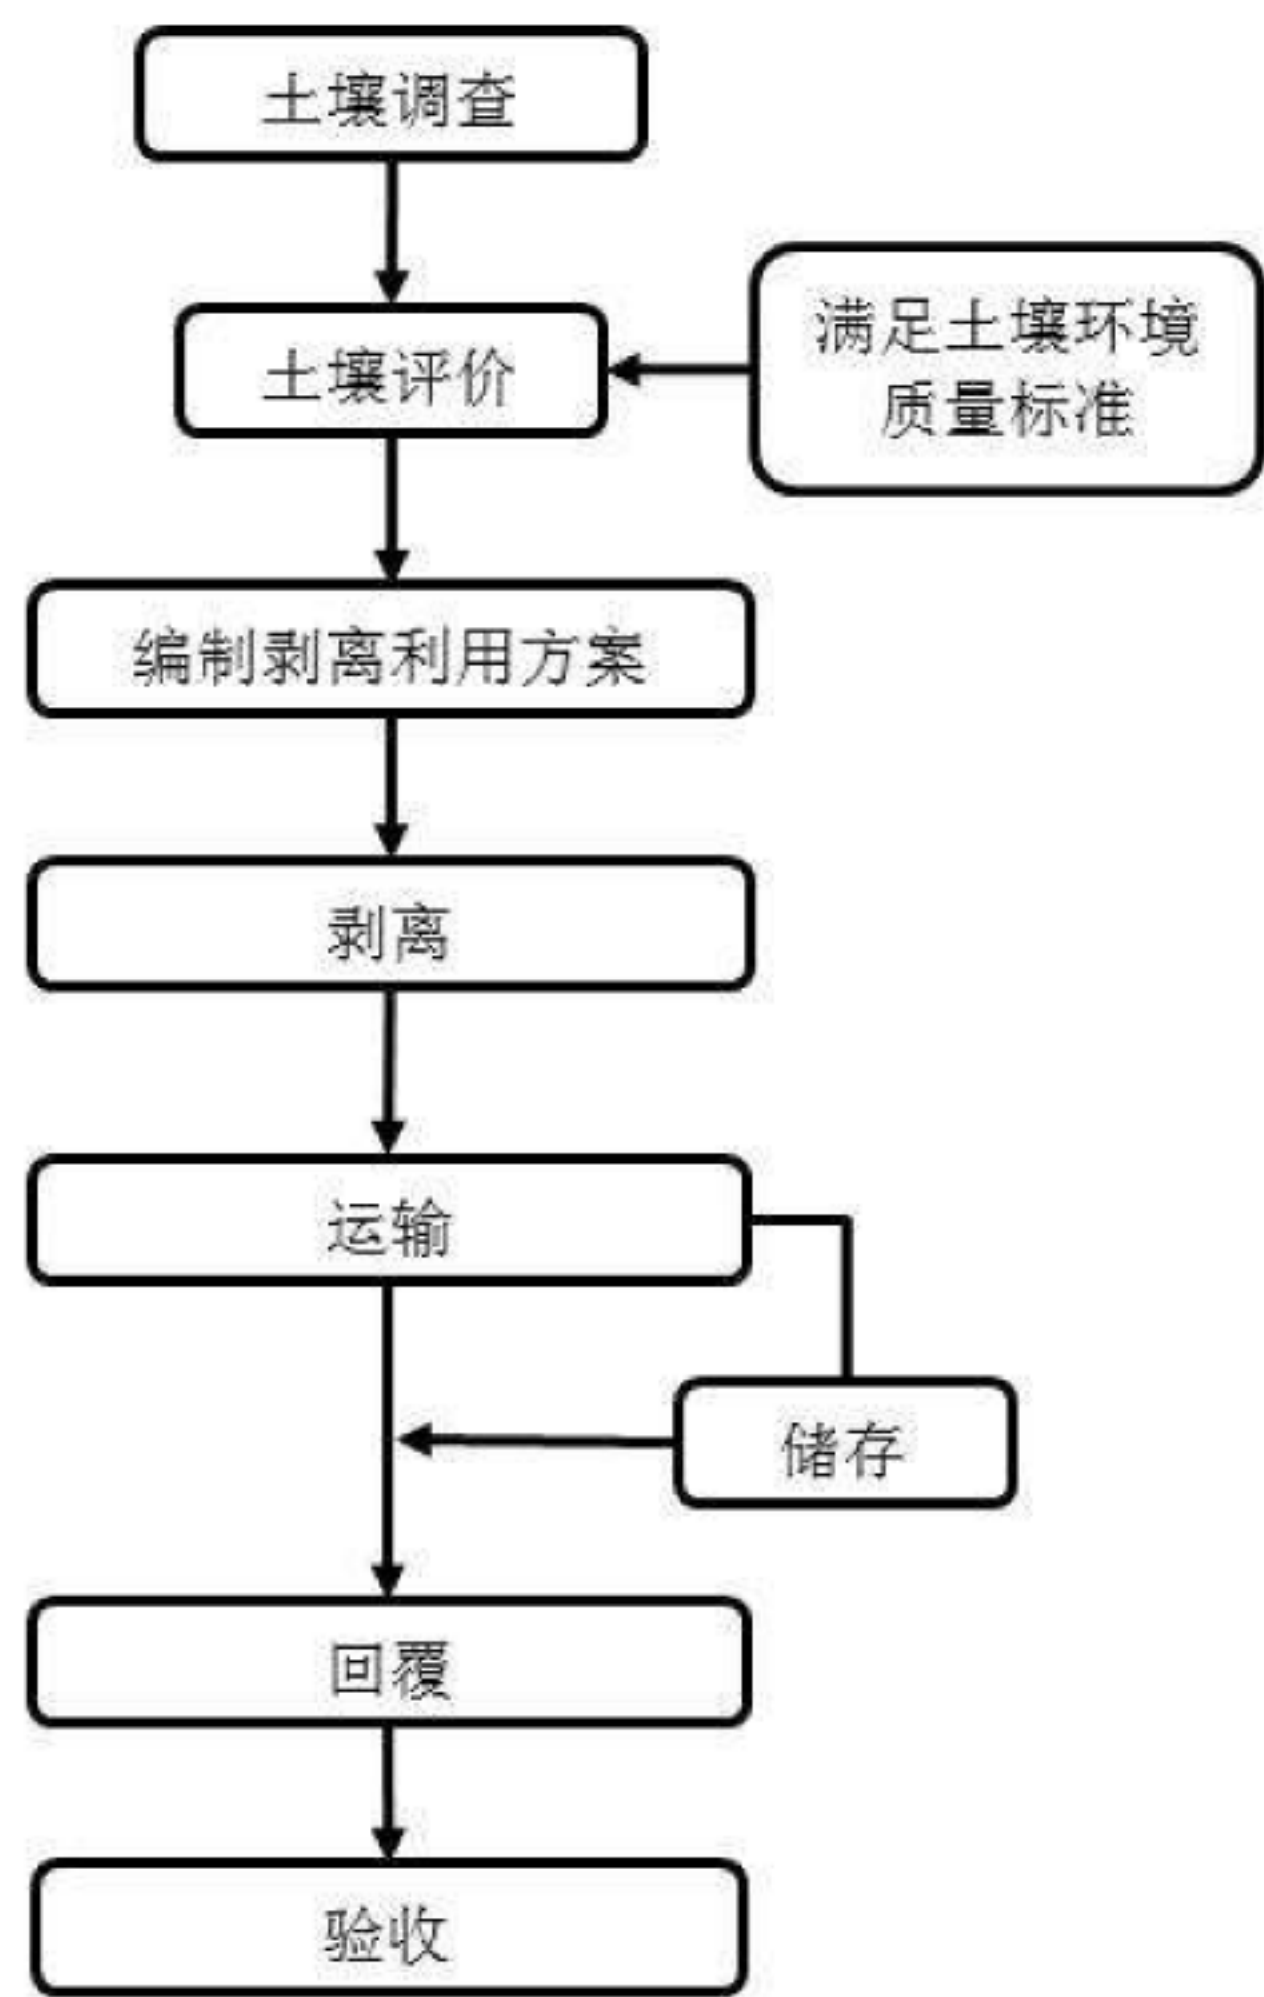 土壤调查
土壤评价
满足土壤环境
质量标准
编制剥离利用方案
剥离
运输
储存
回覆
验收